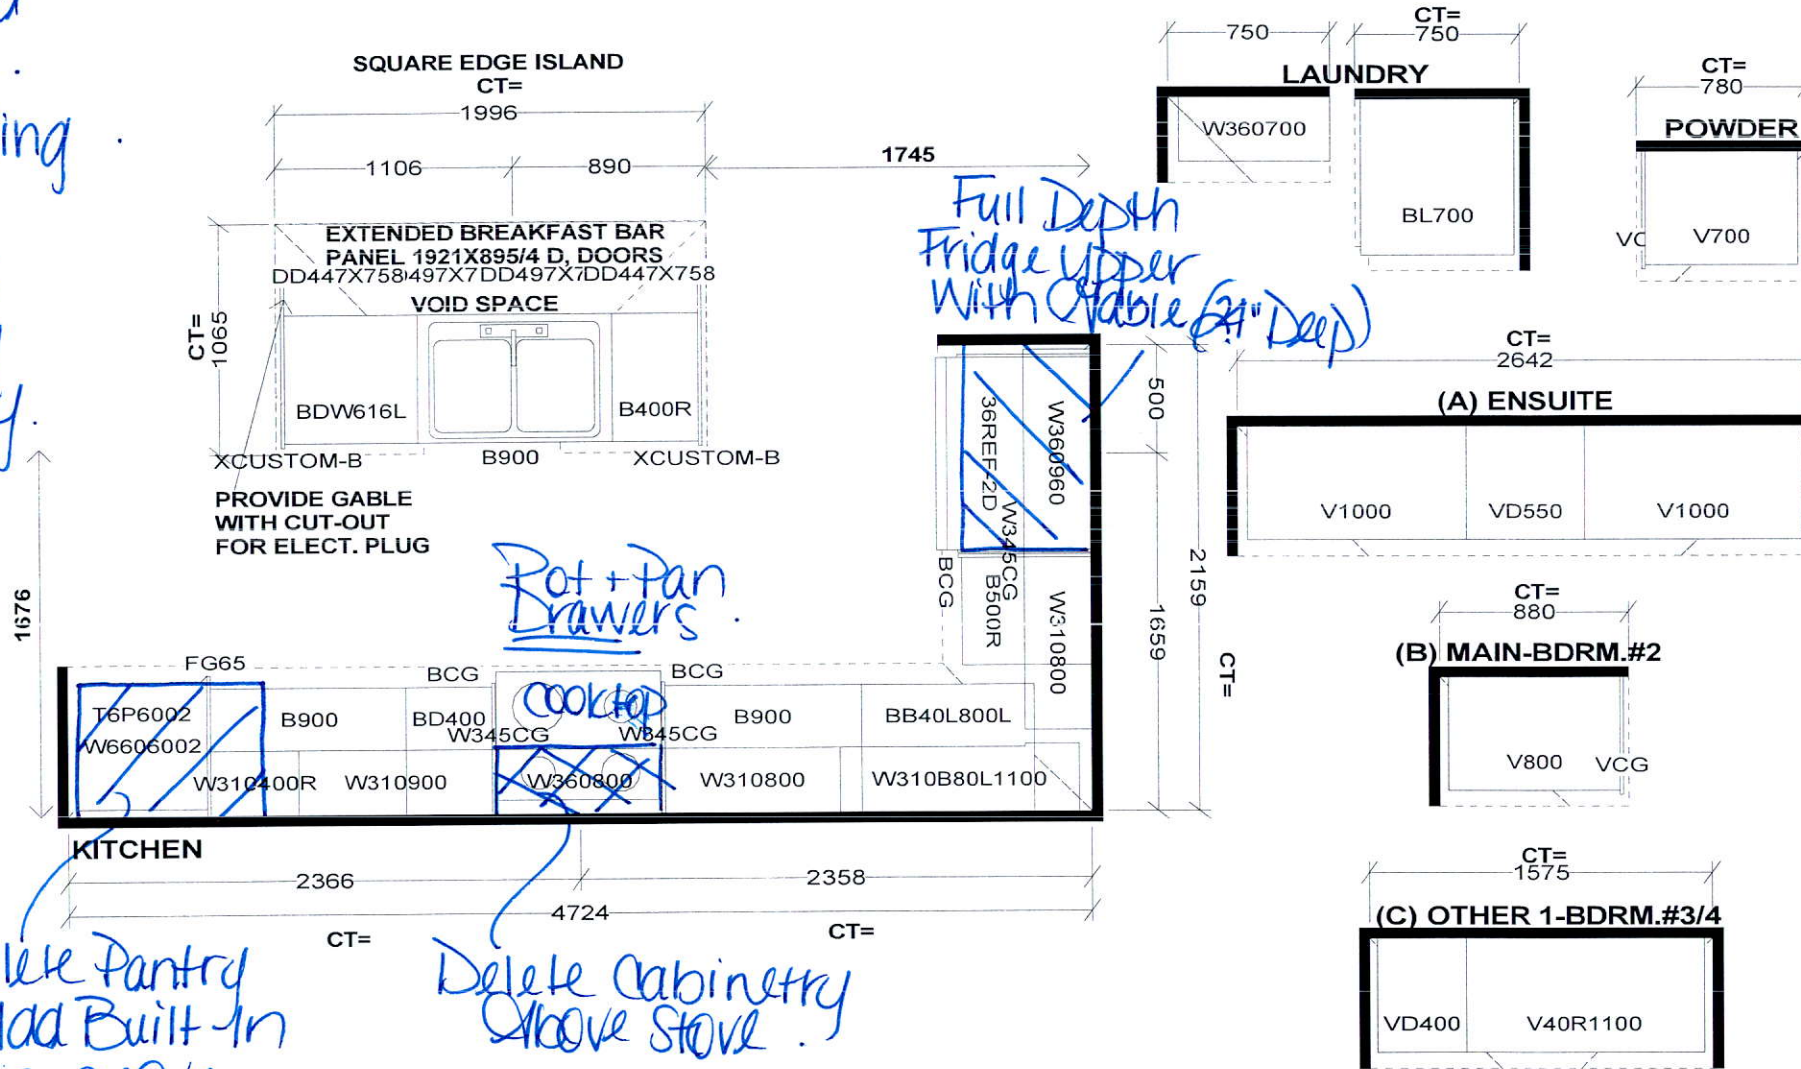 ing .
SQUARE EDGE ISLAND
CT=
1996
1106 890
1745
EXTENDED BREAKFAST BAR
PANEL 1921X895/4 D, DOORS
DD447X758 497X7 DD497X7 DD447X758
VOID SPACE
CT=
1065
BDW616L
B400R
XCUSTOM-B
B900
XCUSTOM-B
PROVIDE GABLE
WITH CUT-OUT
FOR ELECT. PLUG
1676
Full Depth
Fridge Upper
With Gable (24" Deep)
36REF-2D
W360960
W345CG
BCG
B500R
W310800
500
1659
2159
CT=
Pot + Pan
Drawers .
FG65
BCG
BCG
T6P6002
W6606002
B900
BD400
cooktop
W345CG
W345CG
B900
BB40L800L
W310400R
W310900
W360800
W310800
W310B80L1100
KITCHEN
2366
2358
4724
CT=
CT=
lete Pantry
Add Built-In
Delete Cabinetry
Above Stove .
750
CT=
750
LAUNDRY
W360700
BL700
CT=
780
POWDER
V700
CT=
2642
(A) ENSUITE
V1000
VD550
V1000
CT=
880
(B) MAIN-BDRM.#2
V800
VCG
CT=
1575
(C) OTHER 1-BDRM.#3/4
VD400
V40R1100